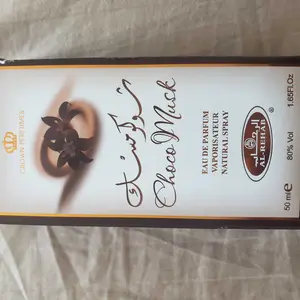 CROWN PERFUMES
شوكو مسك
Choco Musk
EAU DE PARFUM
VAPORISATEUR
NATURAL SPRAY
الرحاب
AL-REHAB
50 ml e
80% Vol
1.65FL.Oz